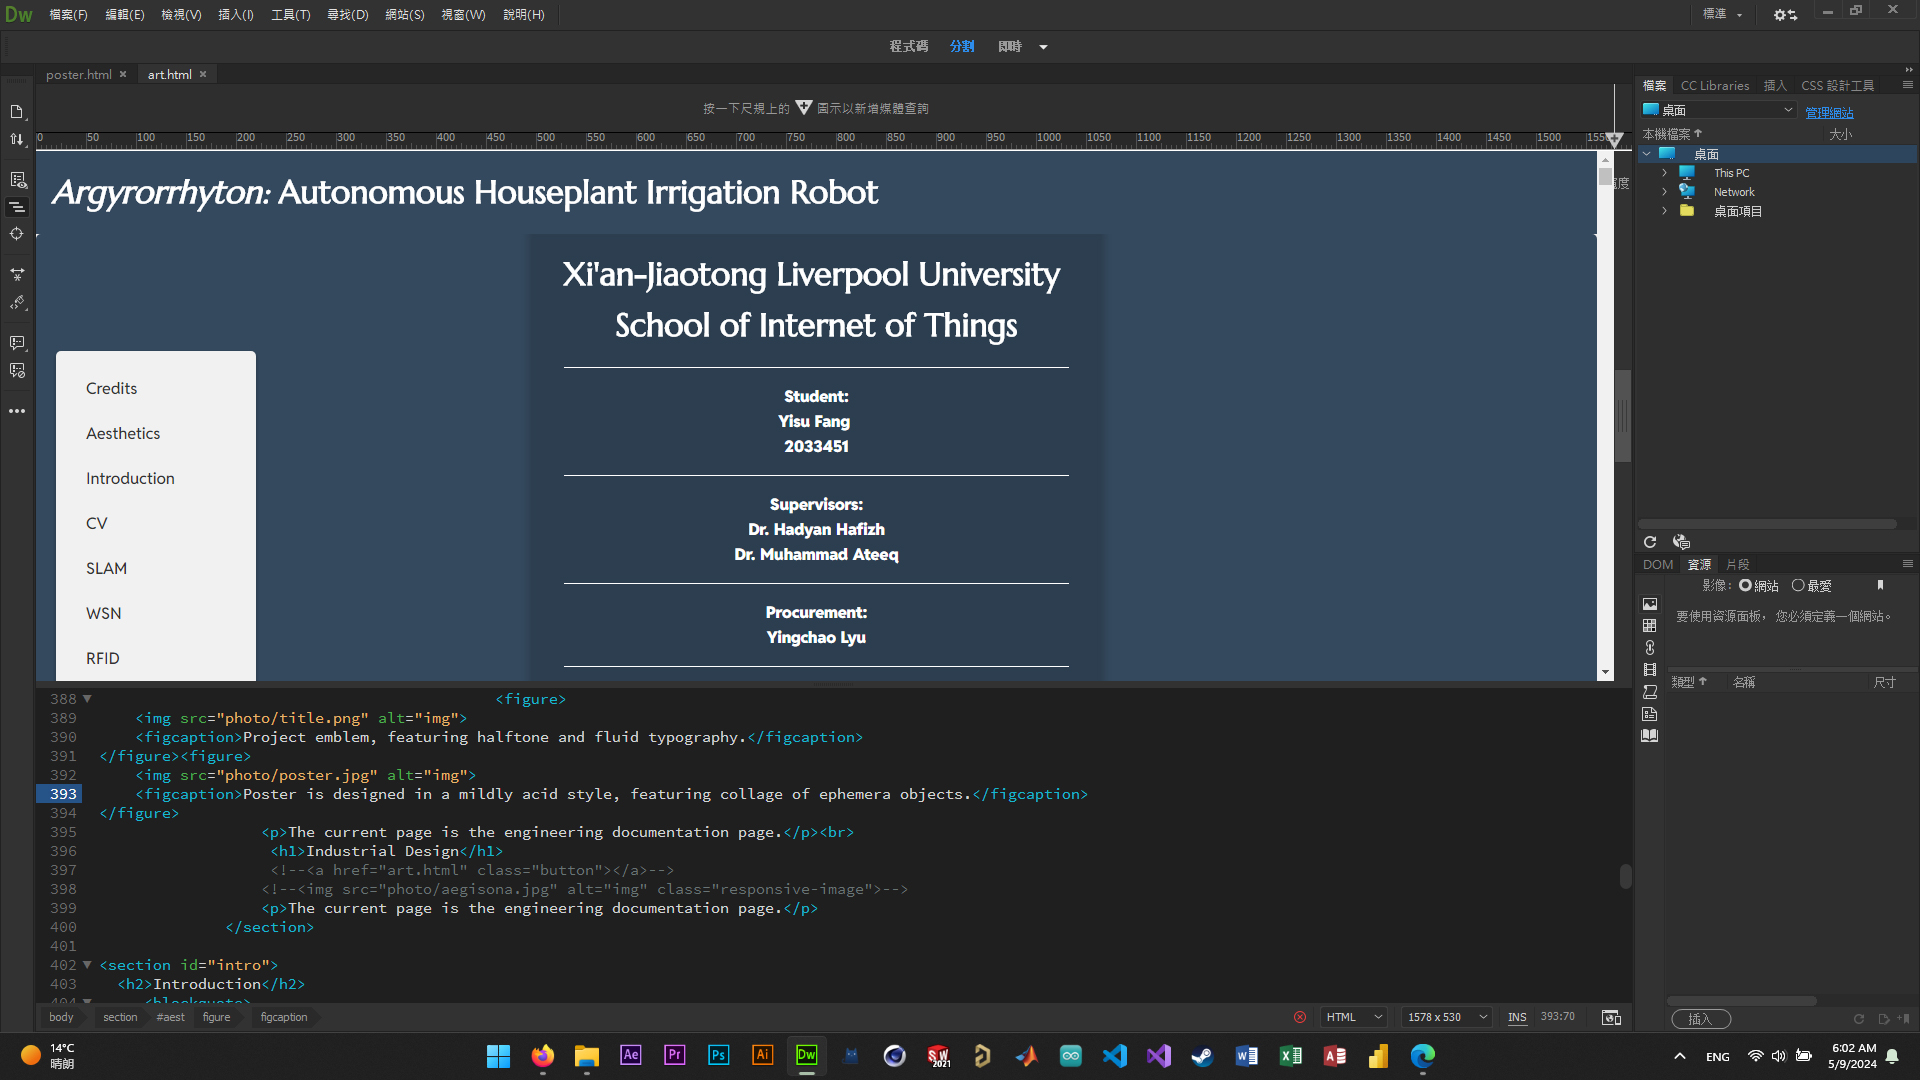 Dw 檔案(F) 編輯(E) 檢視(V) 插入(I) 工具(T) 尋找(D) 網站(S) 視窗(W) 說明(H) 標準
程式碼 分割 即時
poster.html × art.html ×
按一下尺規上的 圖示以新增媒體查詢
0 50 100 150 200 250 300 350 400 450 500 550 600 650 700 750 800 850 900 950 1000 1050 1100 1150 1200 1250 1300 1350 1400 1450 1500 1550
Argyrorrhyton: Autonomous Houseplant Irrigation Robot
Xi'an-Jiaotong Liverpool University
School of Internet of Things
Student:
Yisu Fang
2033451
Supervisors:
Dr. Hadyan Hafizh
Dr. Muhammad Ateeq
Procurement:
Yingchao Lyu
Credits
Aesthetics
Introduction
CV
SLAM
WSN
RFID
388 <figure>
389 <img src="photo/title.png" alt="img">
390 <figcaption>Project emblem, featuring halftone and fluid typography.</figcaption>
391 </figure><figure>
392 <img src="photo/poster.jpg" alt="img">
393 <figcaption>Poster is designed in a mildly acid style, featuring collage of ephemera objects.</figcaption>
394 </figure>
395 <p>The current page is the engineering documentation page.</p><br>
396 <h1>Industrial Design</h1>
397 <!--<a href="art.html" class="button"></a>-->
398 <!--<img src="photo/aegisona.jpg" alt="img" class="responsive-image">-->
399 <p>The current page is the engineering documentation page.</p>
400 </section>
401
402 <section id="intro">
403 <h2>Introduction</h2>
404 <blockquote>
body section #aest figure figcaption
HTML 1578 x 530 INS 393:70
檔案 CC Libraries 插入 CSS 設計工具
桌面 管理網站
本機檔案 大小
桌面
This PC
Network
桌面項目
DOM 資源 片段
影像: 網站 最愛
要使用資源面板，您必須定義一個網站。
類型 名稱 尺寸
插入
14°C
晴朗
Ae Pr Ps Ai Dw SW 2021
ENG
6:02 AM
5/9/2024